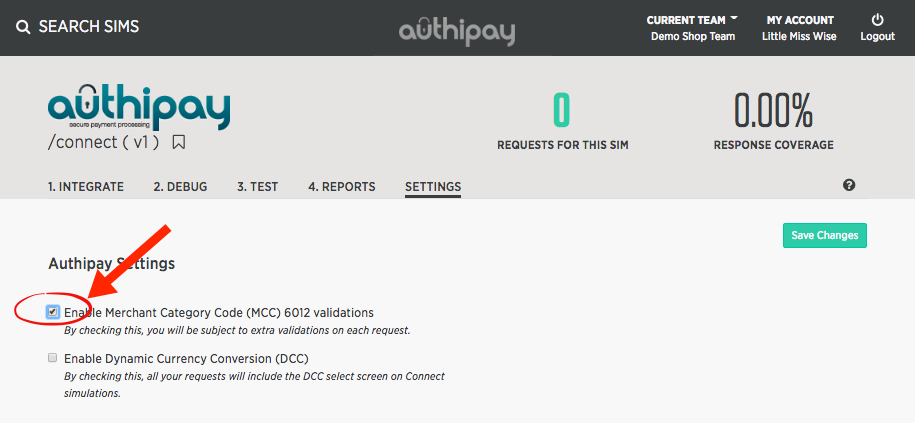 SEARCH SIMS
authipay
CURRENT TEAM
Demo Shop Team
MY ACCOUNT
Little Miss Wise
Logout
authipay
secure payment processing
/connect ( v1 )
0
REQUESTS FOR THIS SIM
0.00%
RESPONSE COVERAGE
1. INTEGRATE 2. DEBUG 3. TEST 4. REPORTS SETTINGS ?
Save Changes
Authipay Settings
Enable Merchant Category Code (MCC) 6012 validations
By checking this, you will be subject to extra validations on each request.
Enable Dynamic Currency Conversion (DCC)
By checking this, all your requests will include the DCC select screen on Connect
simulations.